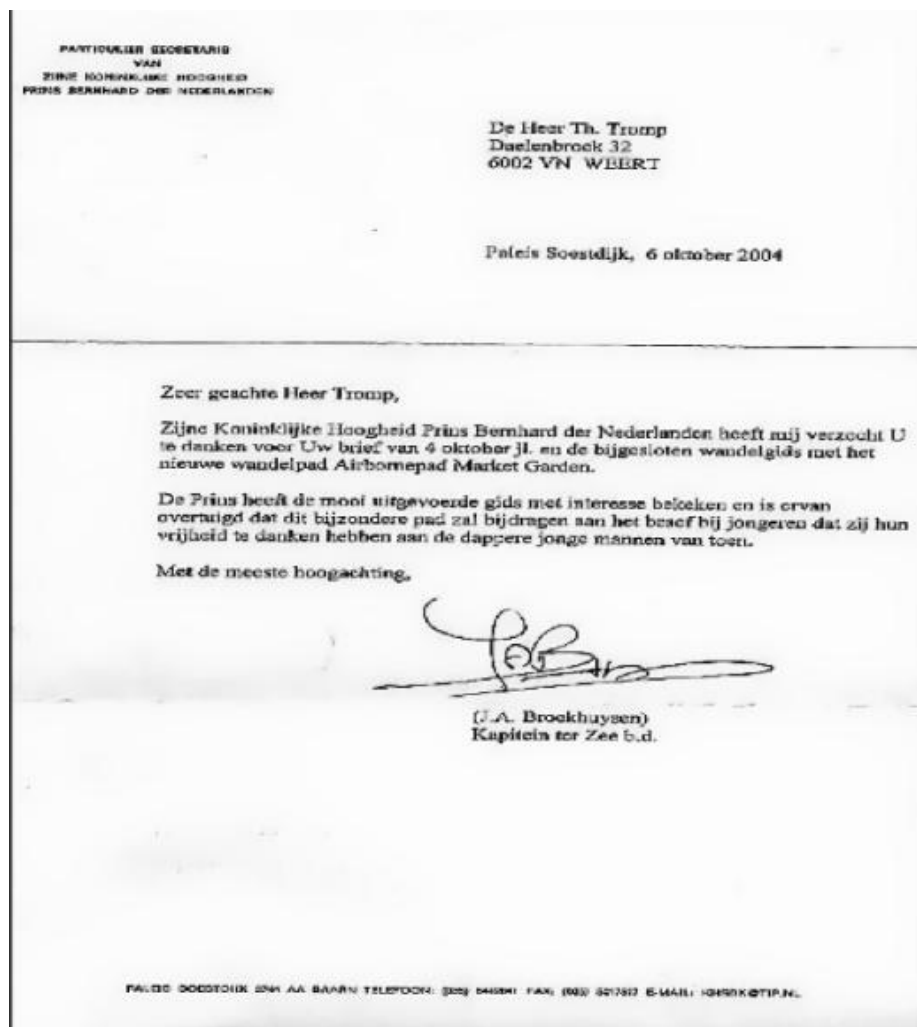 PARTICULIER SECRETARIS
VAN
ZIJNE KONINKLIJKE HOOGHEID
PRINS BERNHARD DER NEDERLANDEN
De Heer Th. Tromp
Daelenbroek 32
6002 VN WEERT
Paleis Soestdijk, 6 oktober 2004
Zeer geachte Heer Tromp,
Zijne Koninklijke Hoogheid Prins Bernhard der Nederlanden heeft mij verzocht U
te danken voor Uw brief van 4 oktober jl. en de bijgesloten wandelgids met het
nieuwe wandelpad Airbornepad Market Garden.
De Prins heeft de mooi uitgevoerde gids met interesse bekeken en is ervan
overtuigd dat dit bijzondere pad zal bijdragen aan het besef bij jongeren dat zij hun
vrijheid te danken hebben aan de dappere jonge mannen van toen.
Met de meeste hoogachting,
(J.A. Broekhuysen)
Kapitein ter Zee b.d.
PALEIS SOESTDIJK AA BAARN TELEFOON: FAX: E-MAIL: